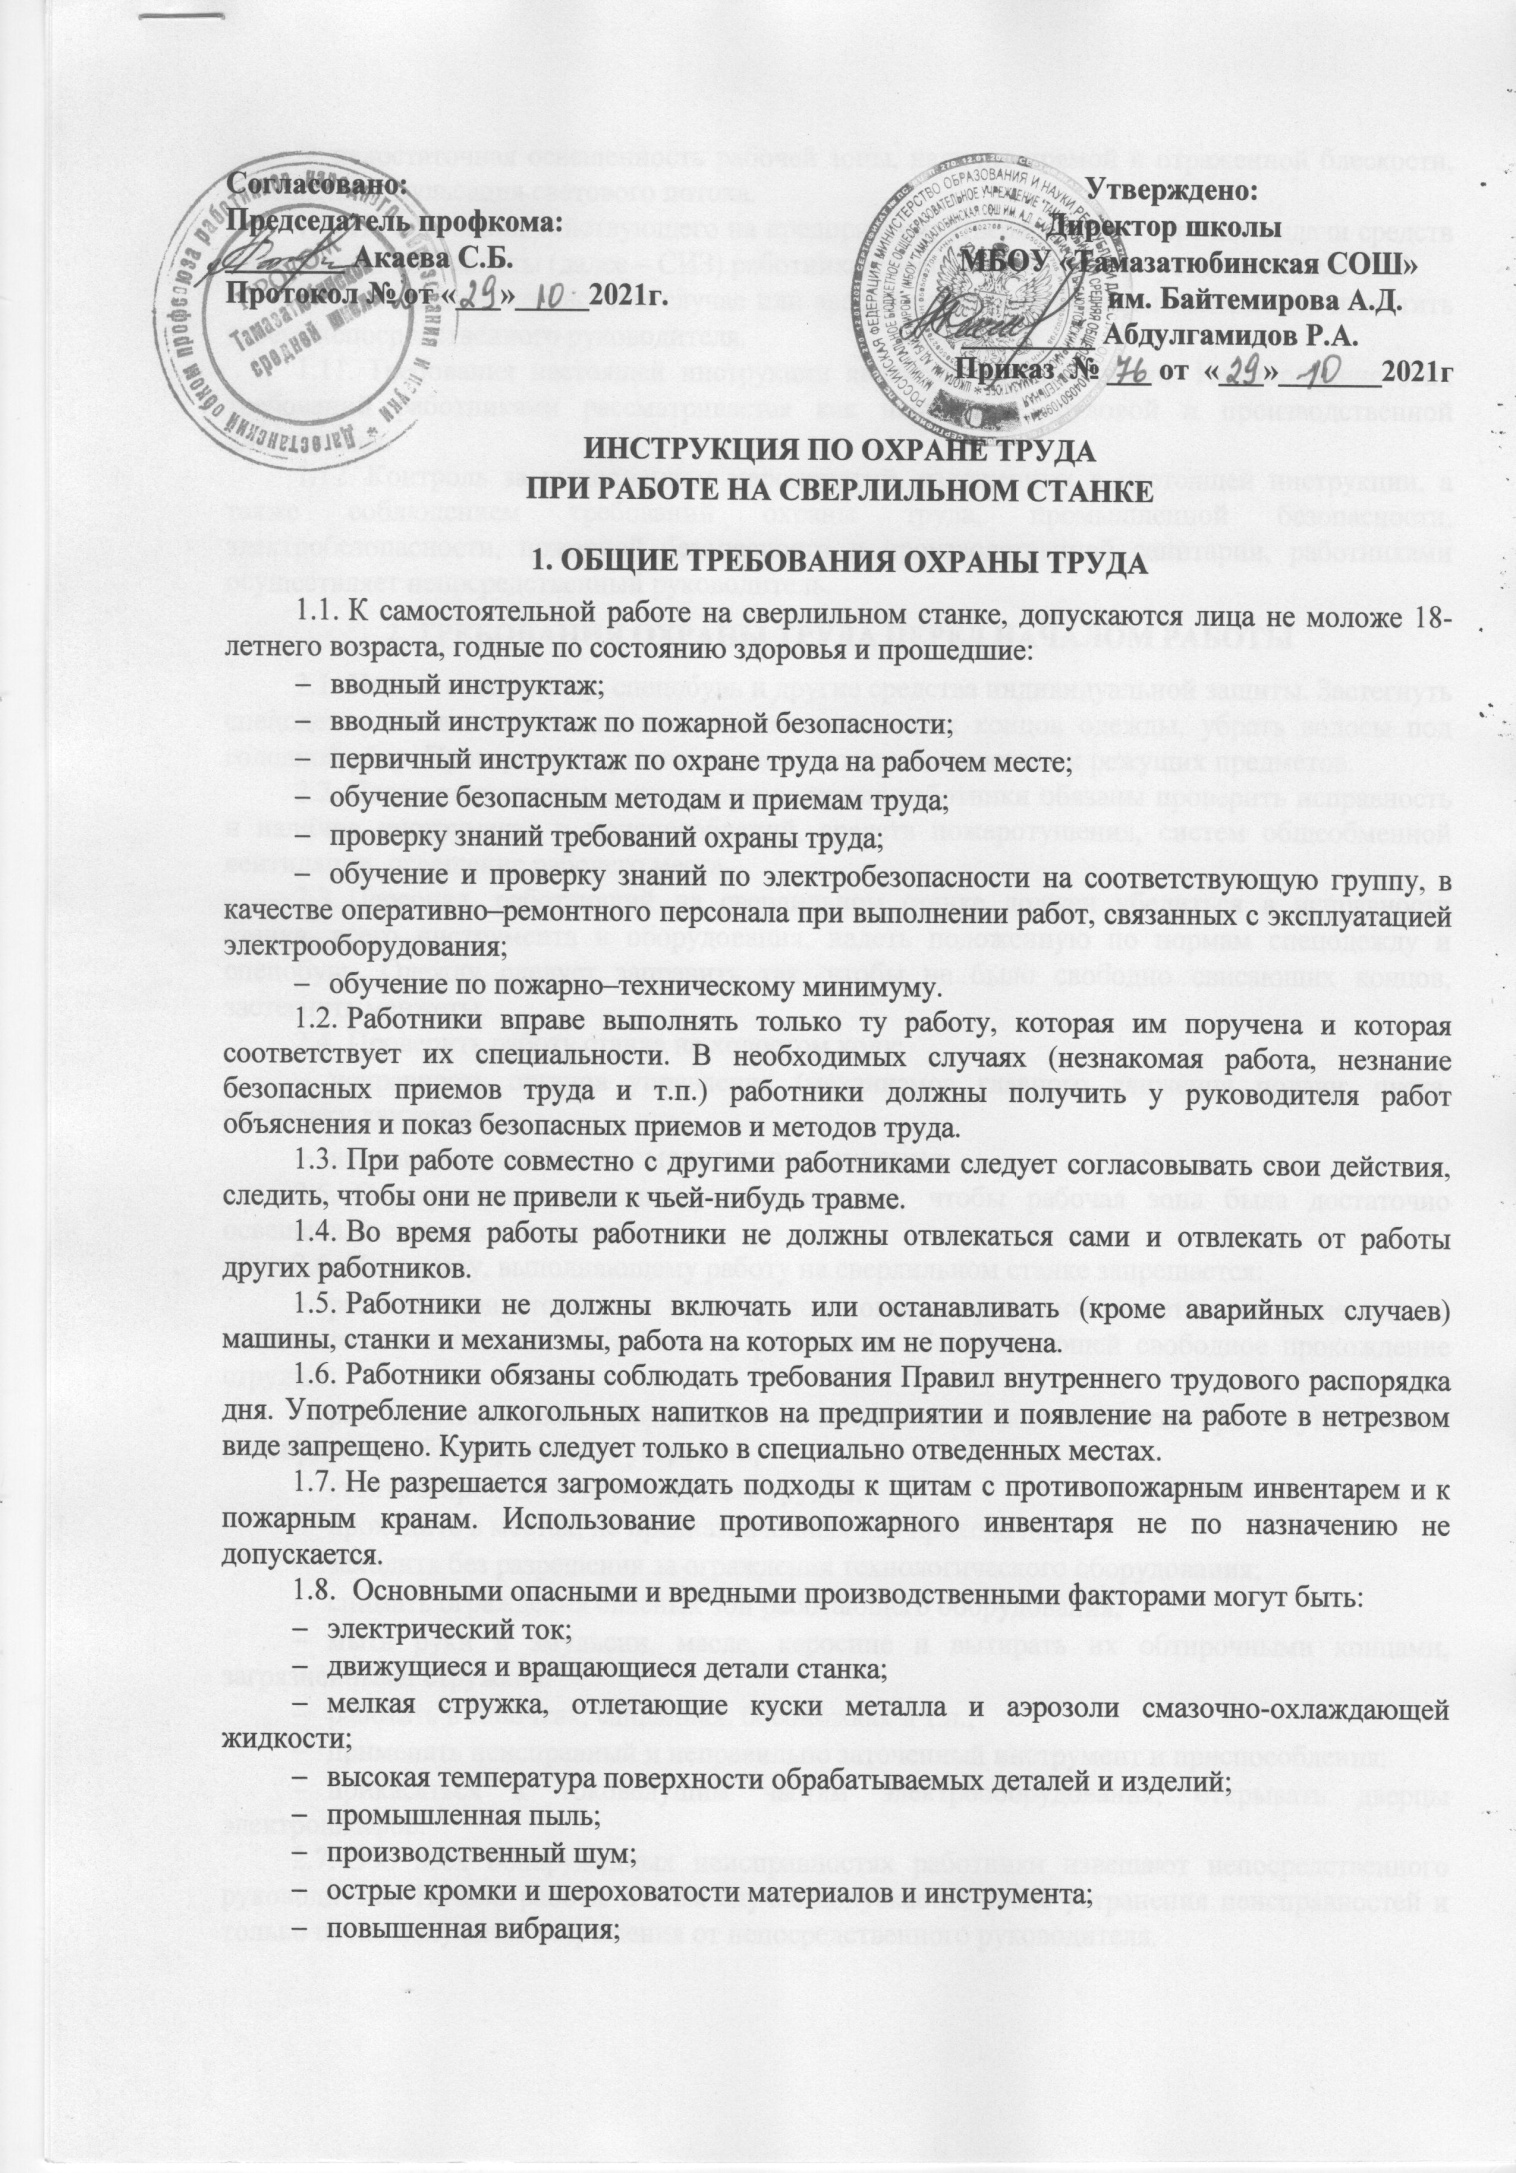 Согласовано:
Председатель профкома:
Акаева С.Б.
Протокол № от «29» 10 2021г.
Утверждено:
Директор школы
МБОУ «Тамазатюбинская СОШ»
им. Байтемирова А.Д.
Абдулгамидов Р.А.
Приказ № 76 от «29» 10 2021г
Дагестанский обком профсоюза работников народного образования и науки
ПРОФКОМ
Тамазатюбинской
средней школы
ИНСТРУКЦИЯ ПО ОХРАНЕ ТРУДА
ПРИ РАБОТЕ НА СВЕРЛИЛЬНОМ СТАНКЕ
1. ОБЩИЕ ТРЕБОВАНИЯ ОХРАНЫ ТРУДА
1.1. К самостоятельной работе на сверлильном станке, допускаются лица не моложе 18-
летнего возраста, годные по состоянию здоровья и прошедшие:
– вводный инструктаж;
– вводный инструктаж по пожарной безопасности;
– первичный инструктаж по охране труда на рабочем месте;
– обучение безопасным методам и приемам труда;
– проверку знаний требований охраны труда;
– обучение и проверку знаний по электробезопасности на соответствующую группу, в
качестве оперативно–ремонтного персонала при выполнении работ, связанных с эксплуатацией
электрооборудования;
– обучение по пожарно–техническому минимуму.
1.2. Работники вправе выполнять только ту работу, которая им поручена и которая
соответствует их специальности. В необходимых случаях (незнакомая работа, незнание
безопасных приемов труда и т.п.) работники должны получить у руководителя работ
объяснения и показ безопасных приемов и методов труда.
1.3. При работе совместно с другими работниками следует согласовывать свои действия,
следить, чтобы они не привели к чьей-нибудь травме.
1.4. Во время работы работники не должны отвлекаться сами и отвлекать от работы
других работников.
1.5. Работники не должны включать или останавливать (кроме аварийных случаев)
машины, станки и механизмы, работа на которых им не поручена.
1.6. Работники обязаны соблюдать требования Правил внутреннего трудового распорядка
дня. Употребление алкогольных напитков на предприятии и появление на работе в нетрезвом
виде запрещено. Курить следует только в специально отведенных местах.
1.7. Не разрешается загромождать подходы к щитам с противопожарным инвентарем и к
пожарным кранам. Использование противопожарного инвентаря не по назначению не
допускается.
1.8. Основными опасными и вредными производственными факторами могут быть:
– электрический ток;
– движущиеся и вращающиеся детали станка;
– мелкая стружка, отлетающие куски металла и аэрозоли смазочно-охлаждающей
жидкости;
– высокая температура поверхности обрабатываемых деталей и изделий;
– промышленная пыль;
– производственный шум;
– острые кромки и шероховатости материалов и инструмента;
– повышенная вибрация;